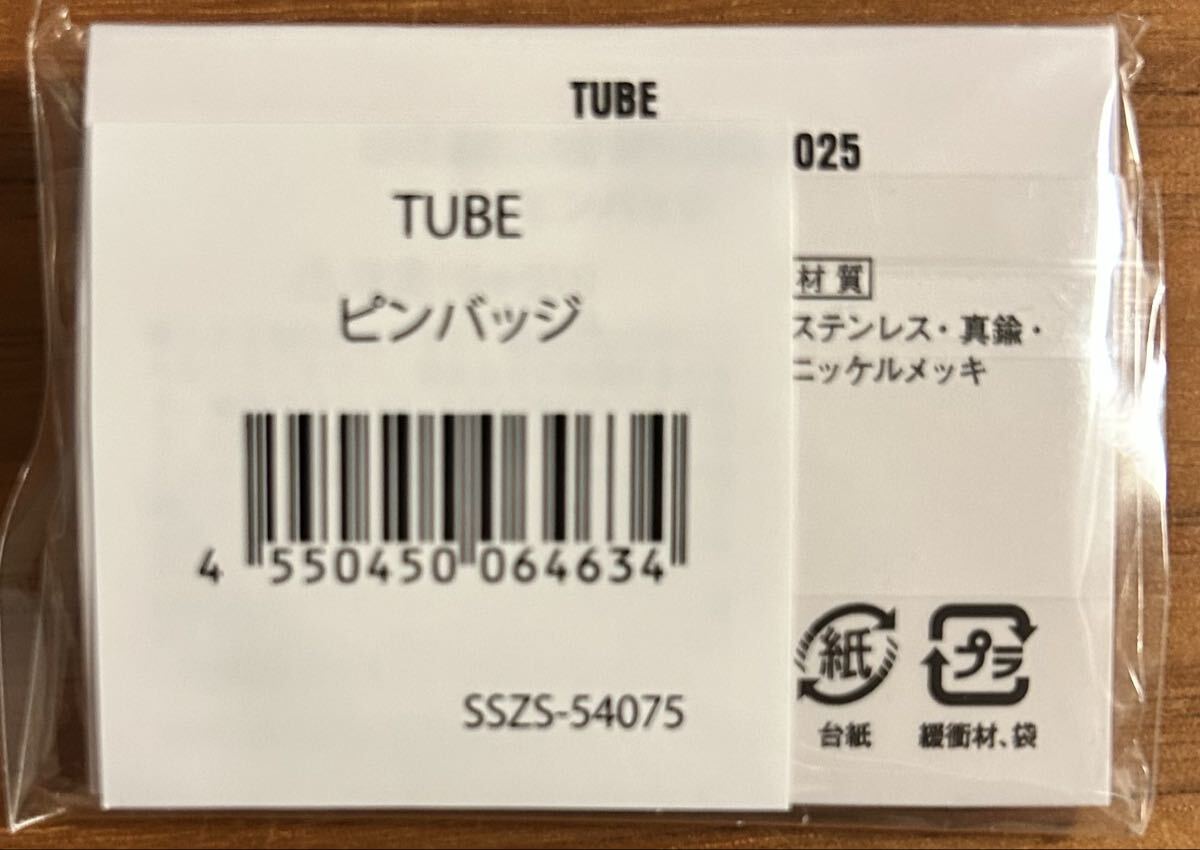 TUBE
025
TUBE
ピンバッジ
4 550450 064634
SSZS-54075
材質
ステンレス・真鍮・
ニッケルメッキ
紙
台紙
プラ
緩衝材、袋